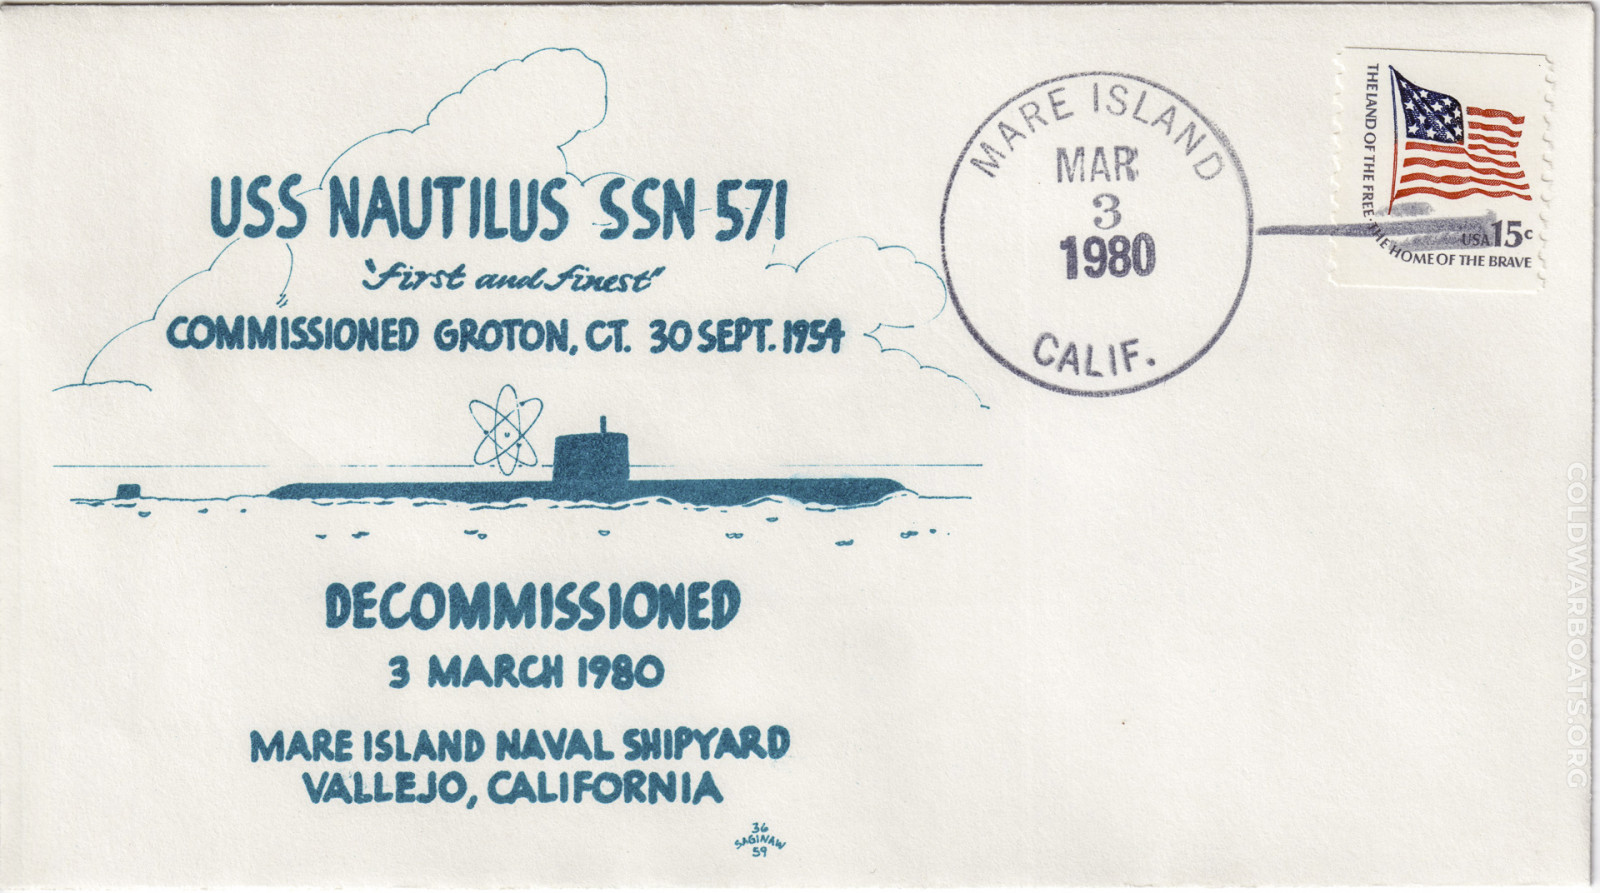 USS NAUTILUS SSN 571
"first and finest"
COMMISSIONED GROTON, CT. 30 SEPT. 1954
DECOMMISSIONED
3 MARCH 1980
MARE ISLAND NAVAL SHIPYARD
VALLEJO, CALIFORNIA
36
SAGINAW
59
MARE ISLAND
MAR
3
1980
CALIF.
THE LAND OF THE FREE · THE HOME OF THE BRAVE
USA 15c
COLDWARBOATS.ORG